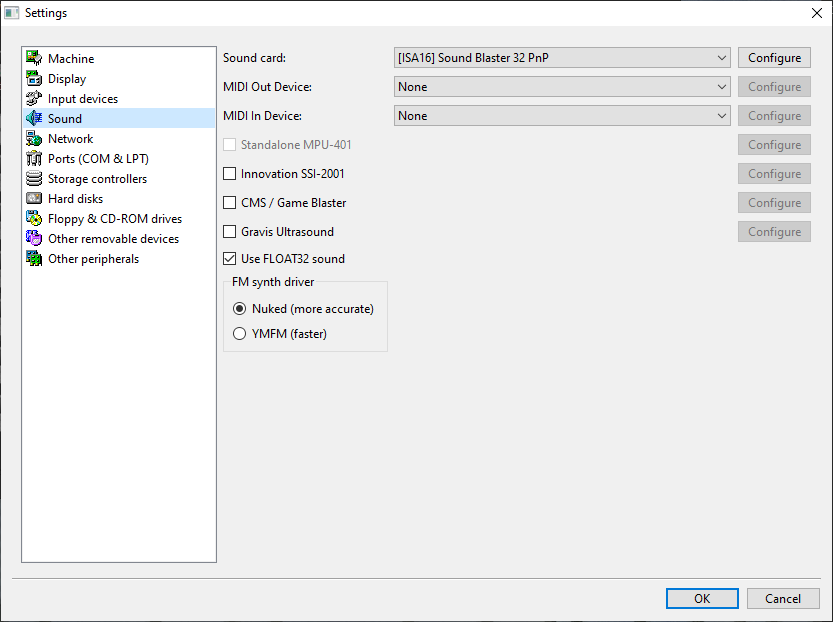 Settings
Machine
Display
Input devices
Sound
Network
Ports (COM & LPT)
Storage controllers
Hard disks
Floppy & CD-ROM drives
Other removable devices
Other peripherals
Sound card: [ISA16] Sound Blaster 32 PnP Configure
MIDI Out Device: None Configure
MIDI In Device: None Configure
Standalone MPU-401 Configure
Innovation SSI-2001 Configure
CMS / Game Blaster Configure
Gravis Ultrasound Configure
Use FLOAT32 sound
FM synth driver
Nuked (more accurate)
YMFM (faster)
OK Cancel